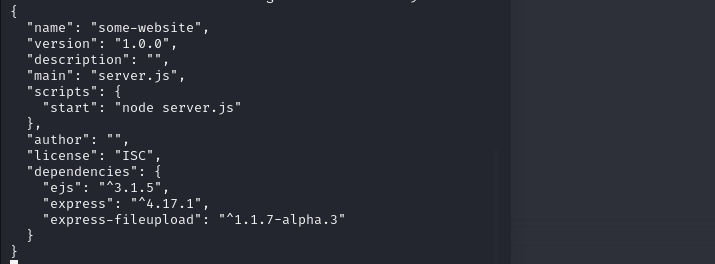 {
  "name": "some-website",
  "version": "1.0.0",
  "description": "",
  "main": "server.js",
  "scripts": {
    "start": "node server.js"
  },
  "author": "",
  "license": "ISC",
  "dependencies": {
    "ejs": "^3.1.5",
    "express": "^4.17.1",
    "express-fileupload": "^1.1.7-alpha.3"
  }
}